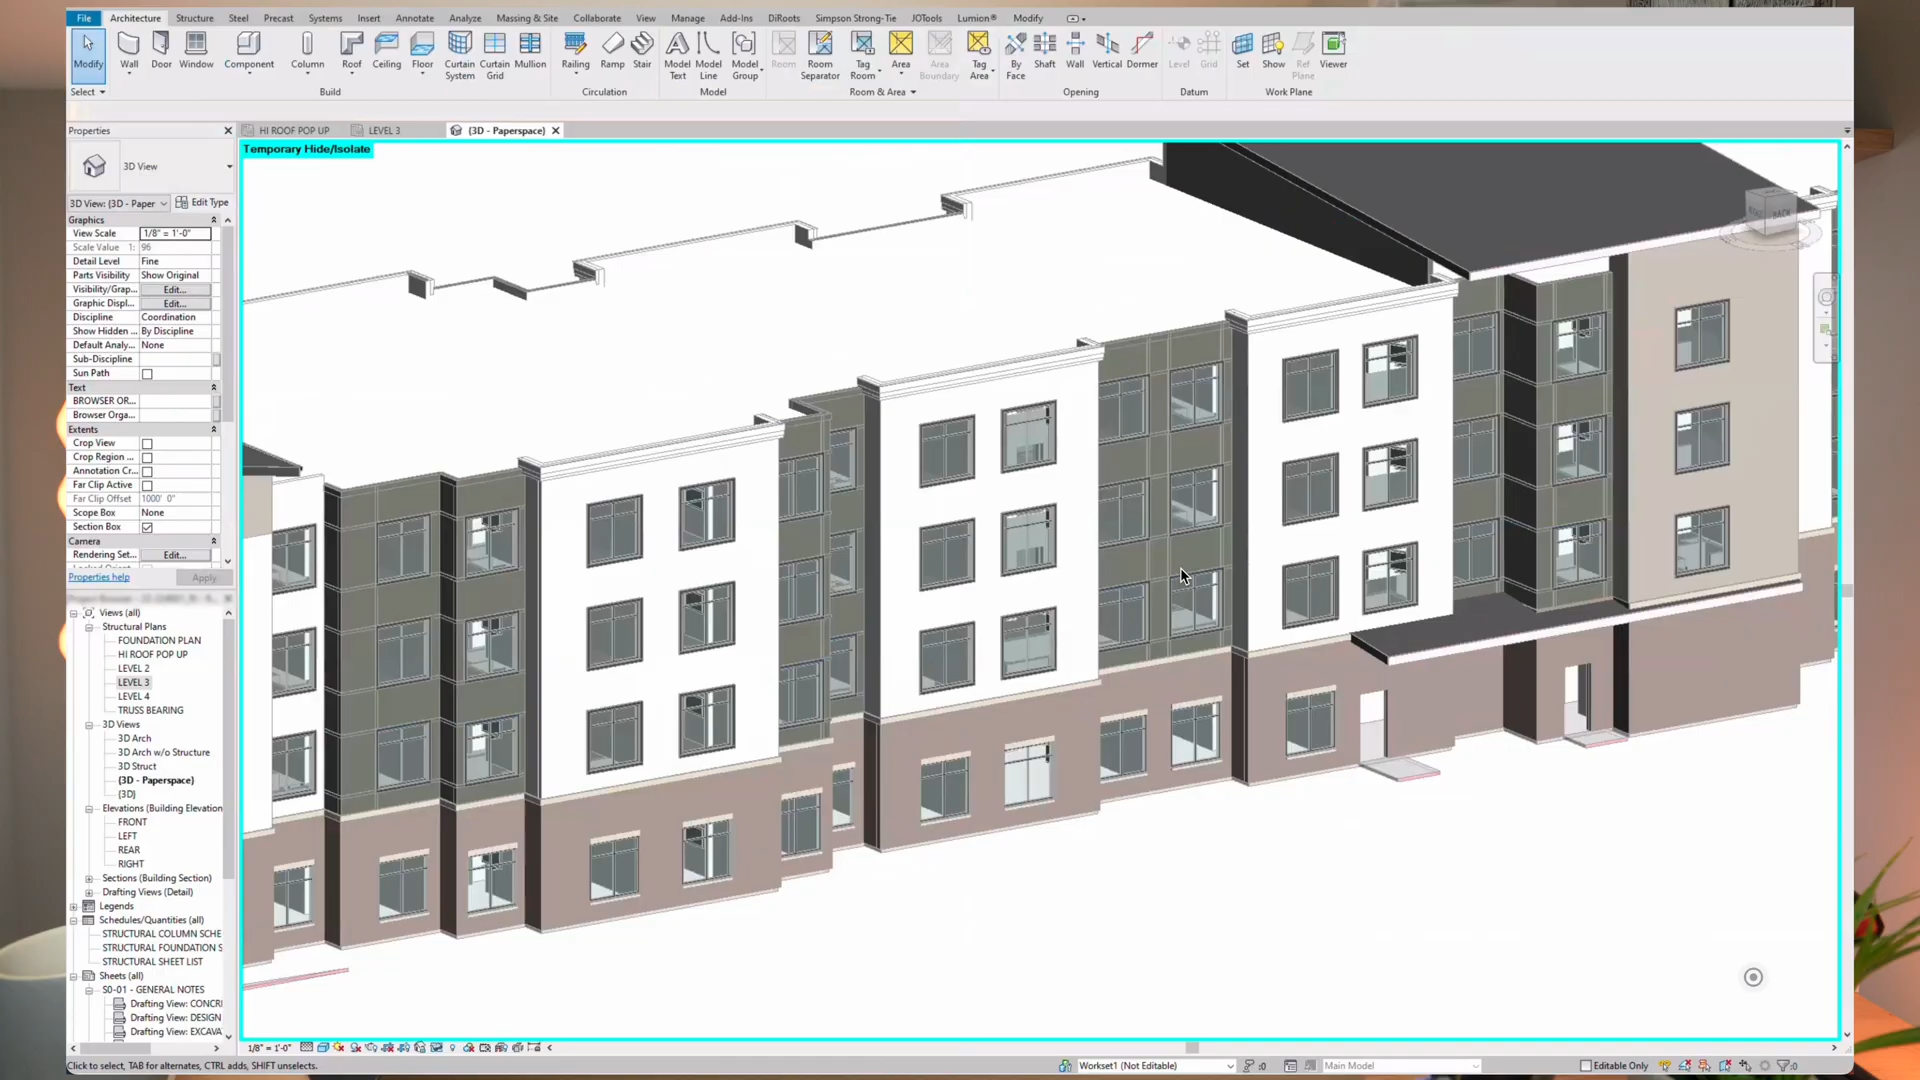 File Architecture Structure Steel Precast Systems Insert Annotate Analyze Massing & Site Collaborate View Manage Add-Ins DiRoots Simpson Strong-Tie JOTools Lumion® Modify
Modify Wall Door Window Component Column Roof Ceiling Floor Curtain System Curtain Grid Mullion Railing Ramp Stair Model Text Model Line Model Group Room Room Separator Tag Room Area Area Boundary Tag Area By Face Shaft Wall Vertical Dormer Level Grid Set Show Ref Plane Viewer
Select Build Circulation Model Room & Area Opening Datum Work Plane
Properties
HI ROOF POP UP LEVEL 3 {3D - Paperspace}
Temporary Hide/Isolate
3D View
3D View: {3D - Paper Edit Type
Graphics
View Scale 1/8" = 1'-0"
Scale Value 1: 96
Detail Level Fine
Parts Visibility Show Original
Visibility/Grap... Edit...
Graphic Displ... Edit...
Discipline Coordination
Show Hidden ... By Discipline
Default Analy... None
Sub-Discipline
Sun Path
Text
BROWSER OR...
Browser Orga...
Extents
Crop View
Crop Region ...
Annotation Cr...
Far Clip Active
Far Clip Offset 1000' 0"
Scope Box None
Section Box
Camera
Rendering Set... Edit...
Properties help Apply
Views (all)
Structural Plans
FOUNDATION PLAN
HI ROOF POP UP
LEVEL 2
LEVEL 3
LEVEL 4
TRUSS BEARING
3D Views
3D Arch
3D Arch w/o Structure
3D Struct
{3D - Paperspace}
{3D}
Elevations (Building Elevation
FRONT
LEFT
REAR
RIGHT
Sections (Building Section)
Drafting Views (Detail)
Legends
Schedules/Quantities (all)
STRUCTURAL COLUMN SCHE
STRUCTURAL FOUNDATION S
STRUCTURAL SHEET LIST
Sheets (all)
S0-01 - GENERAL NOTES
Drafting View: CONCR
Drafting View: DESIGN
Drafting View: EXCAVA
BACK
1/8" = 1'-0"
Click to select, TAB for alternates, CTRL adds, SHIFT unselects. Workset1 (Not Editable) :0 Main Model Editable Only :0